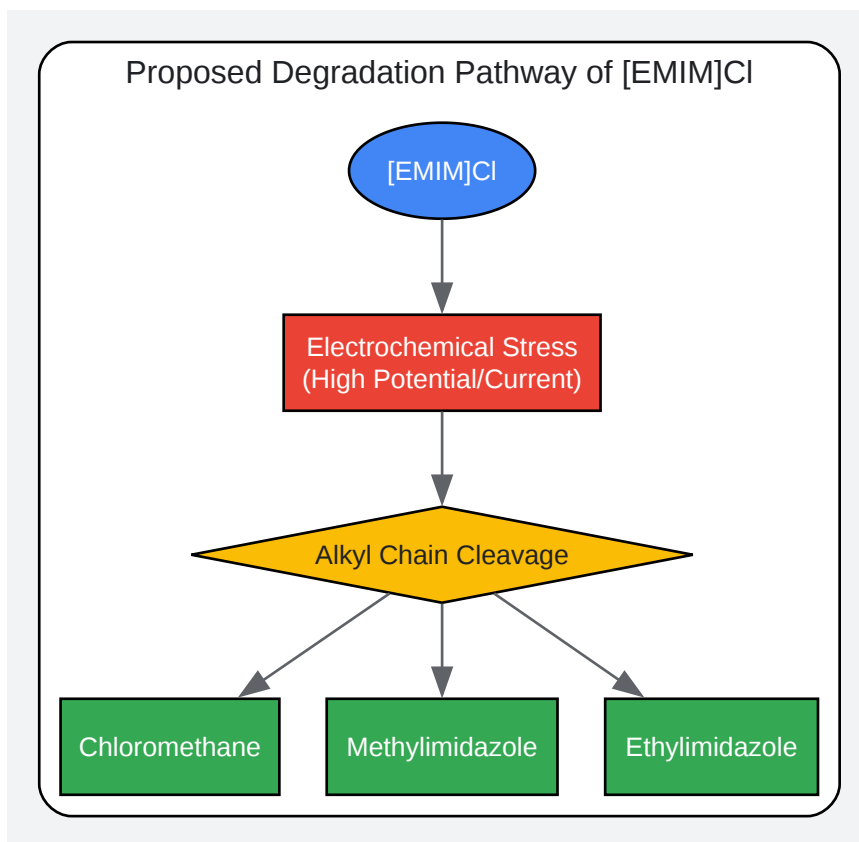 Proposed Degradation Pathway of [EMIM]Cl
[EMIM]Cl
Electrochemical Stress
(High Potential/Current)
Alkyl Chain Cleavage
Chloromethane
Methylimidazole
Ethylimidazole